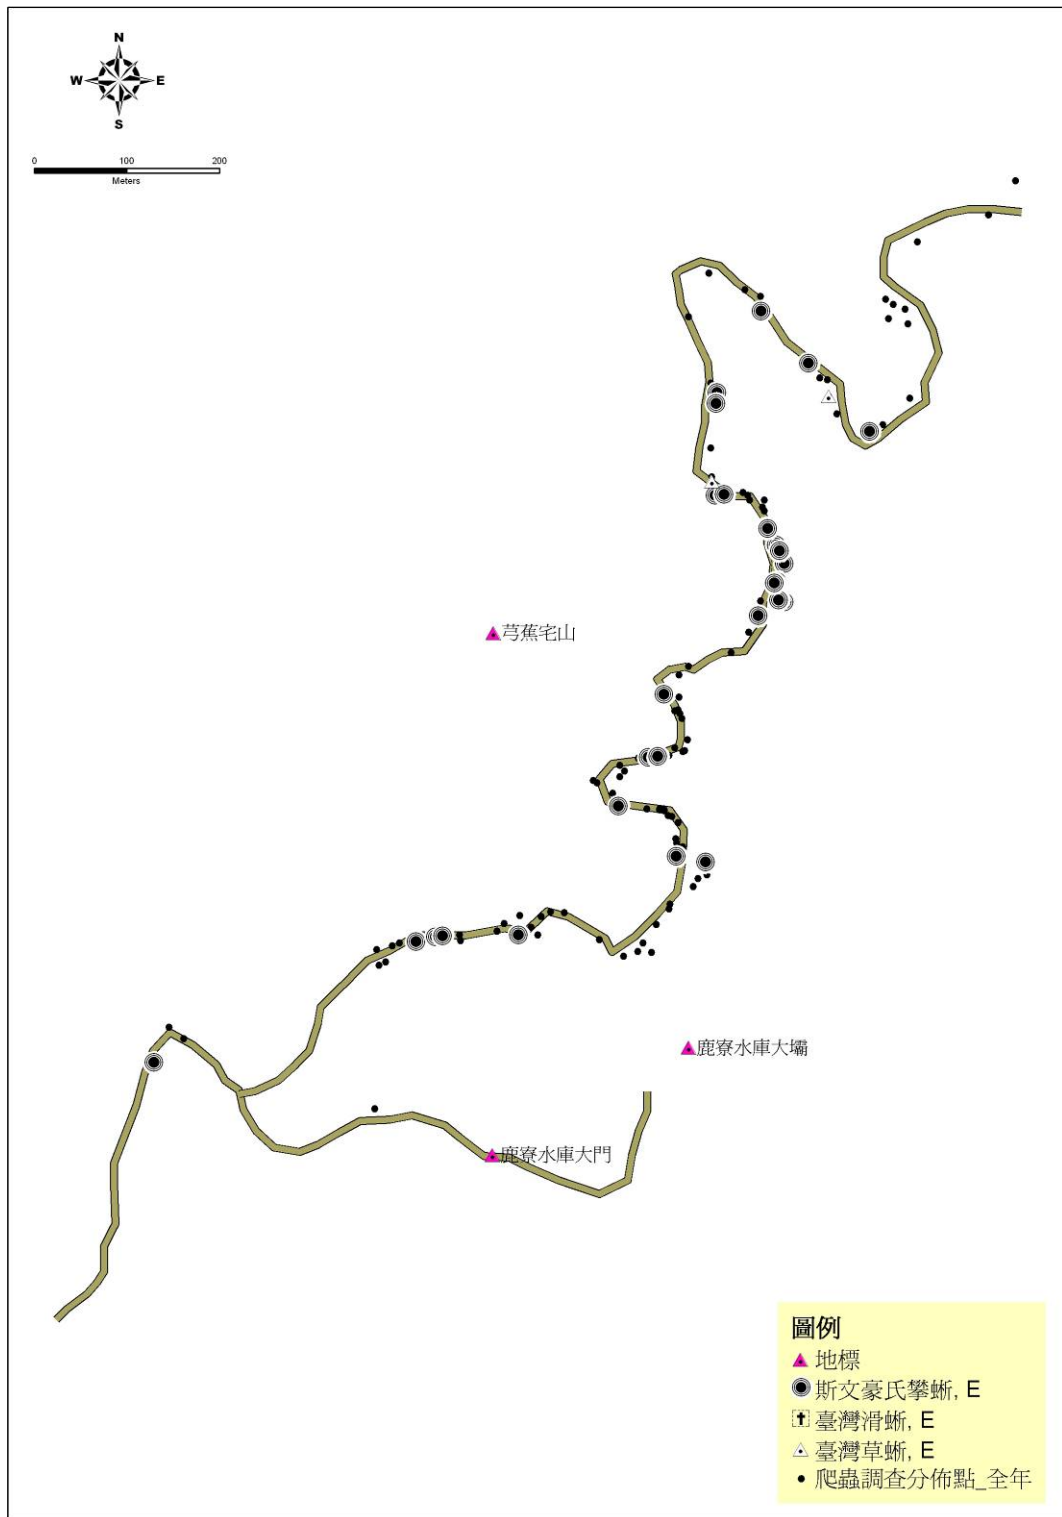 N
W E
S
0 100 200
Meters
芎蕉宅山
鹿寮水庫大壩
鹿寮水庫大門
圖例
地標
斯文豪氏攀蜥, E
臺灣滑蜥, E
臺灣草蜥, E
爬蟲調查分佈點_全年